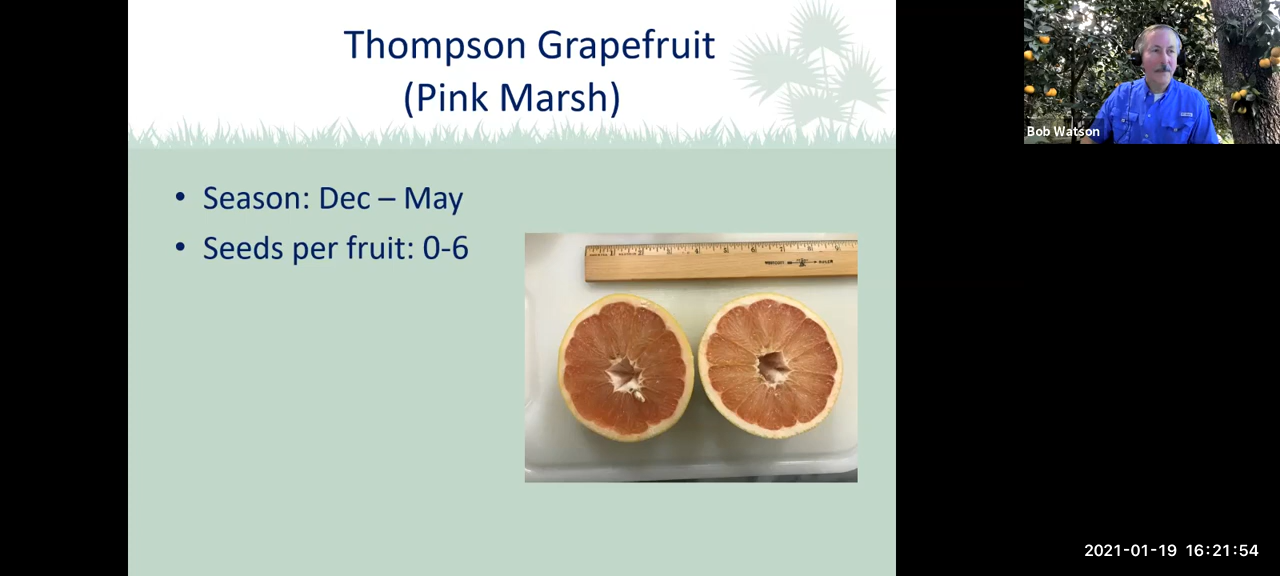 Thompson Grapefruit
(Pink Marsh)
• Season: Dec – May
• Seeds per fruit: 0-6
Bob Watson
2021-01-19 16:21:54